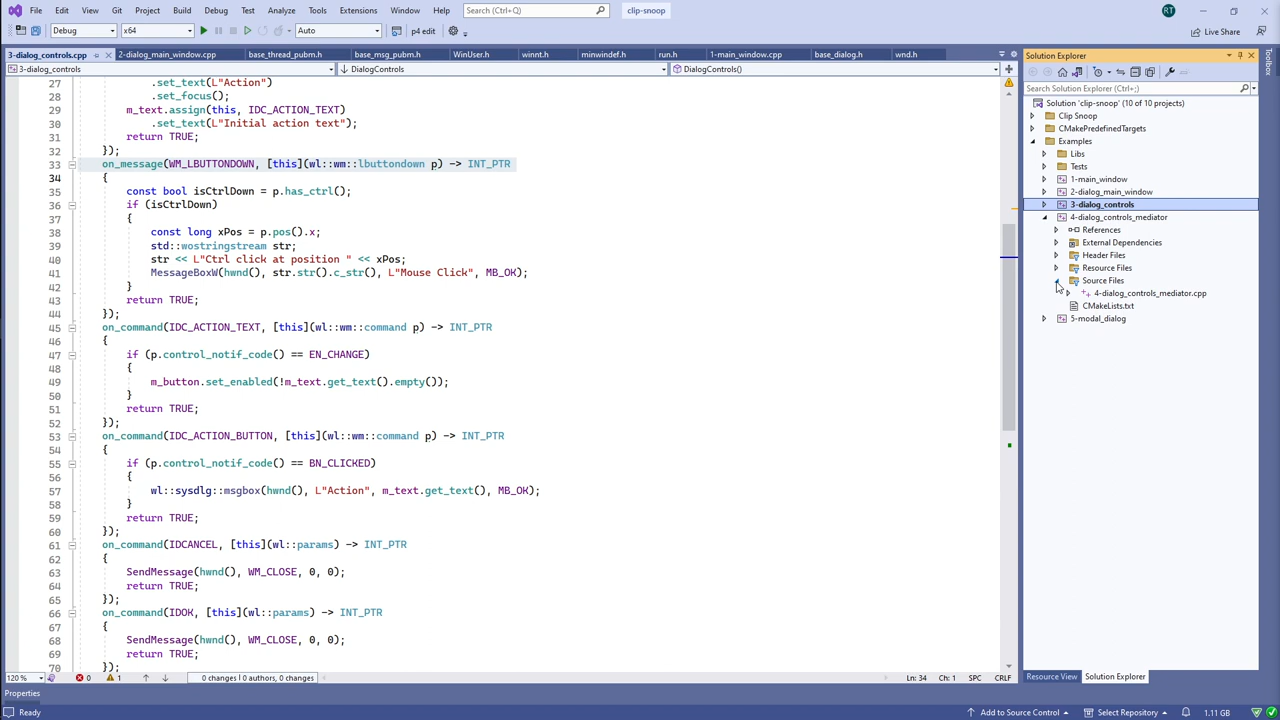 File Edit View Git Project Build Debug Test Analyze Tools Extensions Window Help Search (Ctrl+Q) clip-snoop RT
Debug x64 Auto p4 edit Live Share
3-dialog_controls.cpp 2-dialog_main_window.cpp base_thread_pubm.h base_msg_pubm.h WinUser.h winnt.h minwindef.h run.h 1-main_window.cpp base_dialog.h wnd.h
3-dialog_controls DialogControls DialogControls()
27 .set_text(L"Action")
28 .set_focus();
29 m_text.assign(this, IDC_ACTION_TEXT)
30 .set_text(L"Initial action text");
31 return TRUE;
32 });
33 on_message(WM_LBUTTONDOWN, [this](wl::wm::lbuttondown p) -> INT_PTR
34 {
35 const bool isCtrlDown = p.has_ctrl();
36 if (isCtrlDown)
37 {
38 const long xPos = p.pos().x;
39 std::wostringstream str;
40 str << L"Ctrl click at position " << xPos;
41 MessageBoxW(hwnd(), str.str().c_str(), L"Mouse Click", MB_OK);
42 }
43 return TRUE;
44 });
45 on_command(IDC_ACTION_TEXT, [this](wl::wm::command p) -> INT_PTR
46 {
47 if (p.control_notif_code() == EN_CHANGE)
48 {
49 m_button.set_enabled(!m_text.get_text().empty());
50 }
51 return TRUE;
52 });
53 on_command(IDC_ACTION_BUTTON, [this](wl::wm::command p) -> INT_PTR
54 {
55 if (p.control_notif_code() == BN_CLICKED)
56 {
57 wl::sysdlg::msgbox(hwnd(), L"Action", m_text.get_text(), MB_OK);
58 }
59 return TRUE;
60 });
61 on_command(IDCANCEL, [this](wl::params) -> INT_PTR
62 {
63 SendMessage(hwnd(), WM_CLOSE, 0, 0);
64 return TRUE;
65 });
66 on_command(IDOK, [this](wl::params) -> INT_PTR
67 {
68 SendMessage(hwnd(), WM_CLOSE, 0, 0);
69 return TRUE;
70 });
120 % 0 1 0 changes | 0 authors, 0 changes Ln: 34 Ch: 1 SPC CRLF
Solution Explorer
Search Solution Explorer (Ctrl+;)
Solution 'clip-snoop' (10 of 10 projects)
Clip Snoop
CMakePredefinedTargets
Examples
Libs
Tests
1-main_window
2-dialog_main_window
3-dialog_controls
4-dialog_controls_mediator
References
External Dependencies
Header Files
Resource Files
Source Files
4-dialog_controls_mediator.cpp
CMakeLists.txt
5-modal_dialog
Resource View Solution Explorer
Toolbox
Properties
Ready Add to Source Control Select Repository 1.11 GB